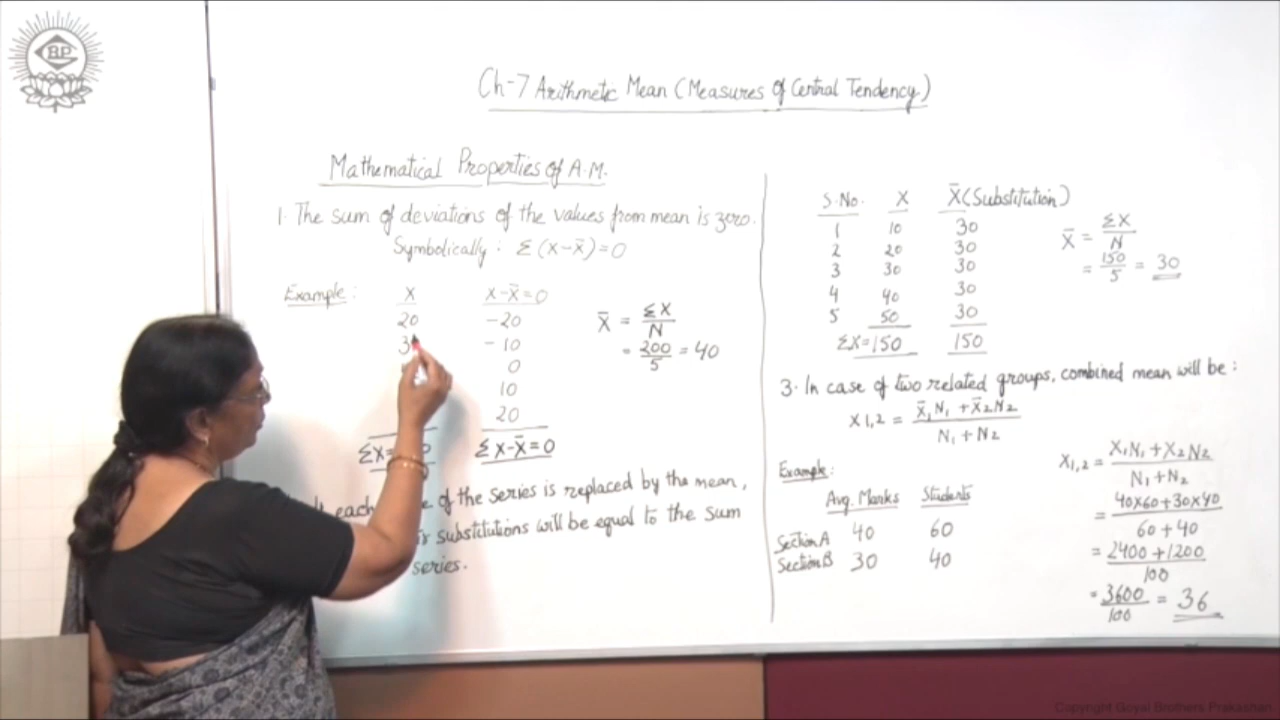 GBP
Ch-7 Arithmetic Mean (Measures of Central Tendency)
Mathematical Properties of A.M.
1. The sum of deviations of the values from mean is zero.
Symbolically : Σ (X-X̄) = 0
Example :
X X-X̄=0
20 -20
-10
0
10
20
ΣX= Σ X-X̄ = 0
X̄ = ΣX/N
= 200/5 = 40
each of the series is replaced by the mean,
substitutions will be equal to the sum
series.
S.No. X X̄ (Substitution)
1 10 30
2 20 30
3 30 30
4 40 30
5 50 30
ΣX = 150 150
X̄ = ΣX/N
= 150/5 = 30
3. In case of two related groups, combined mean will be :
X1,2 = X̄1N1 + X̄2N2 / N1 + N2
Example :
Avg. Marks Students
Section A 40 60
Section B 30 40
X1,2 = X1N1 + X2N2 / N1 + N2
= 40x60 + 30x40 / 60 + 40
= 2400 + 1200 / 100
= 3600/100 = 36
Copyright Goyal Brothers Prakashan